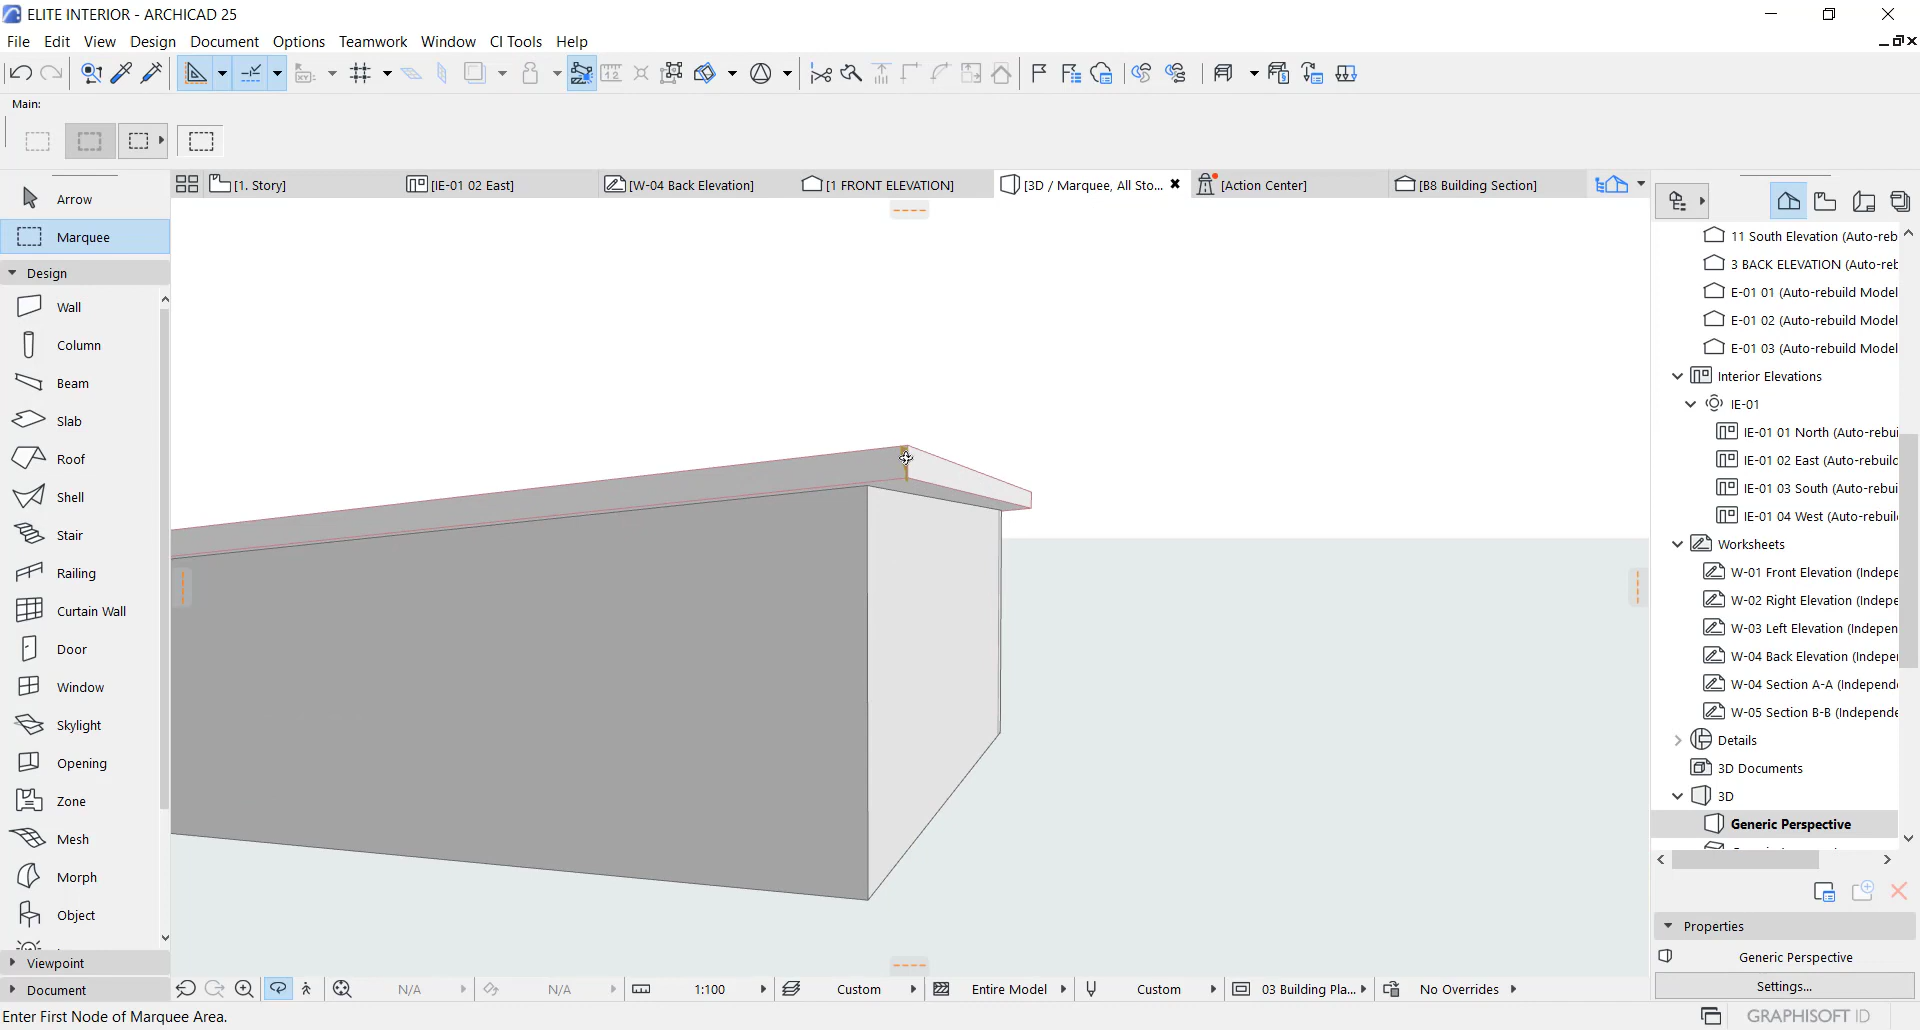 ELITE INTERIOR - ARCHICAD 25
File Edit View Design Document Options Teamwork Window CI Tools Help
Main:
[1. Story] [IE-01 02 East] [W-04 Back Elevation] [1 FRONT ELEVATION] [3D / Marquee, All Sto... [Action Center] [B8 Building Section]
Arrow
Marquee
Design
Wall
Column
Beam
Slab
Roof
Shell
Stair
Railing
Curtain Wall
Door
Window
Skylight
Opening
Zone
Mesh
Morph
Object
Viewpoint
Document
11 South Elevation (Auto-reb
3 BACK ELEVATION (Auto-reb
E-01 01 (Auto-rebuild Model
E-01 02 (Auto-rebuild Model
E-01 03 (Auto-rebuild Model
Interior Elevations
IE-01
IE-01 01 North (Auto-rebui
IE-01 02 East (Auto-rebuild
IE-01 03 South (Auto-rebui
IE-01 04 West (Auto-rebuil
Worksheets
W-01 Front Elevation (Indepe
W-02 Right Elevation (Indepe
W-03 Left Elevation (Indepen
W-04 Back Elevation (Indepe
W-04 Section A-A (Independ
W-05 Section B-B (Independe
Details
3D Documents
3D
Generic Perspective
Properties
Generic Perspective
Settings...
N/A N/A 1:100 Custom Entire Model Custom 03 Building Pla... No Overrides
Enter First Node of Marquee Area.
GRAPHISOFT ID